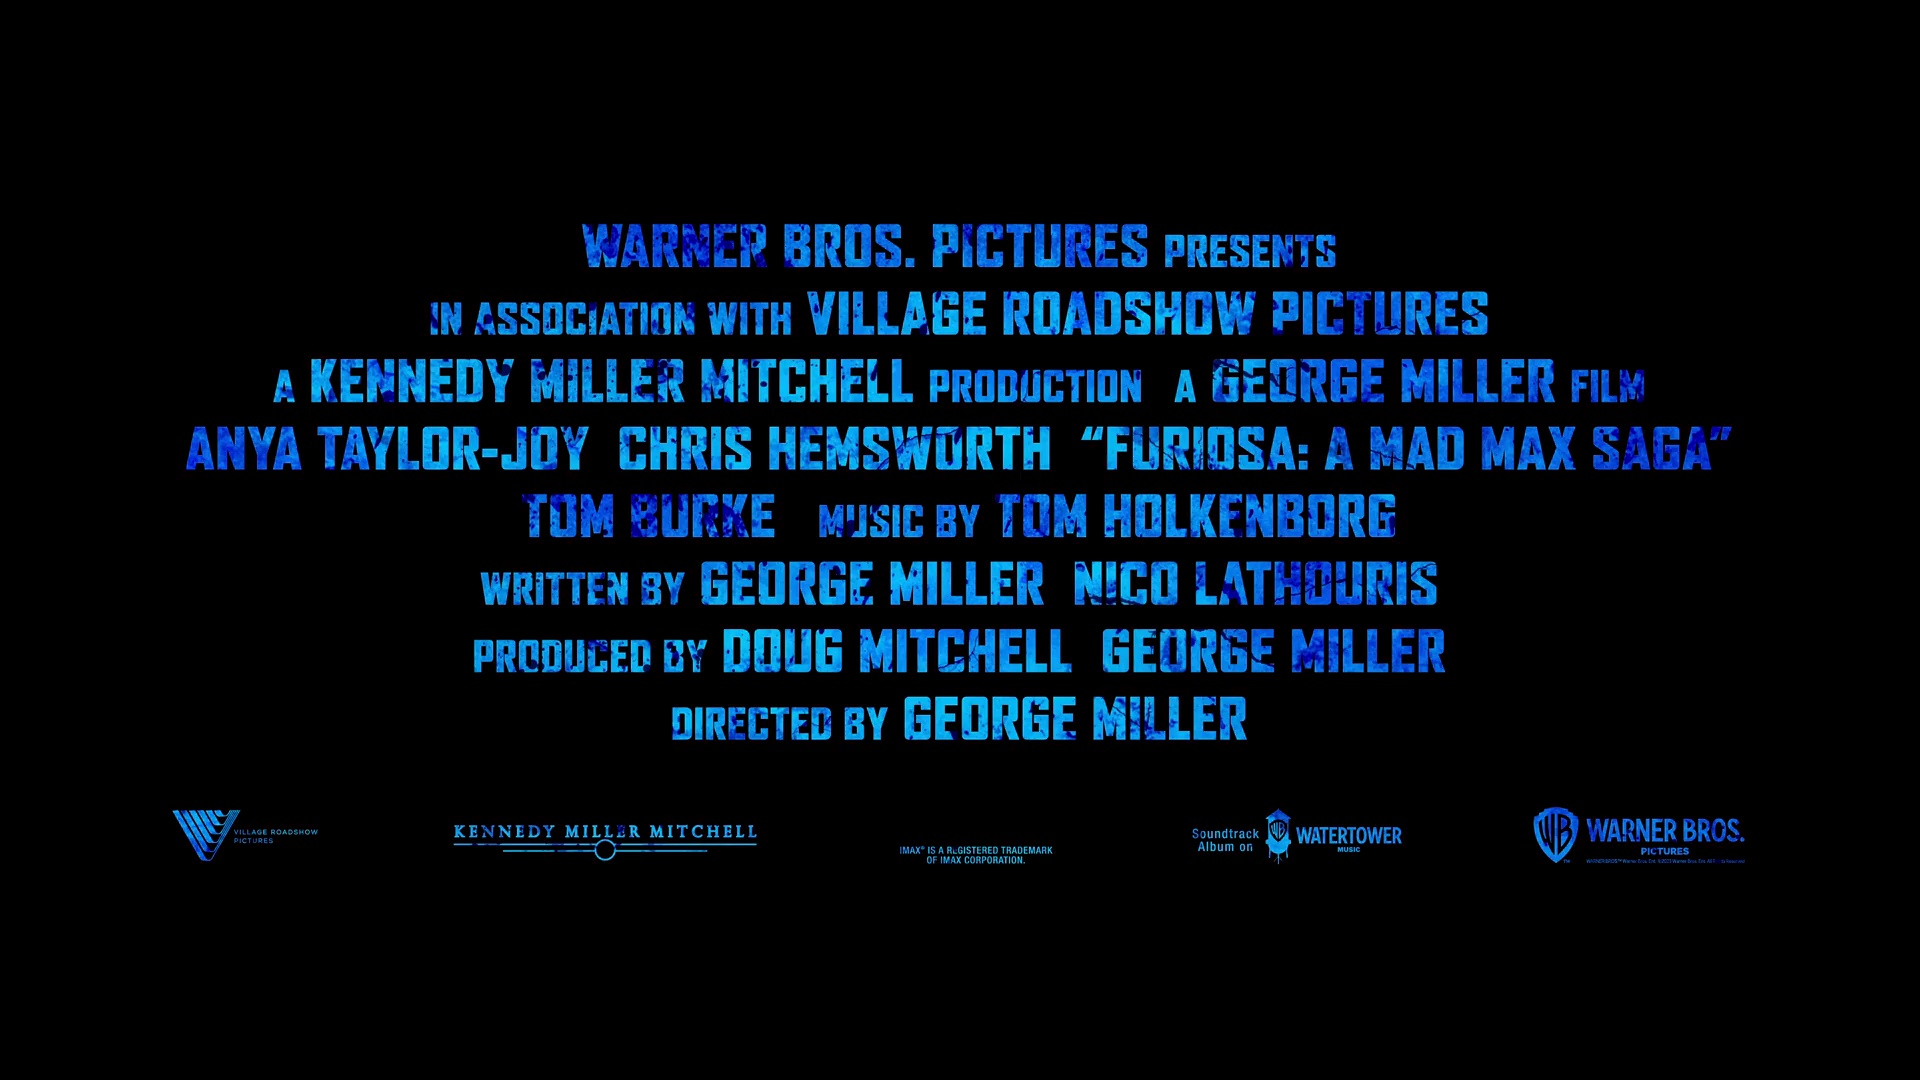 WARNER BROS. PICTURES PRESENTS
IN ASSOCIATION WITH VILLAGE ROADSHOW PICTURES
A KENNEDY MILLER MITCHELL PRODUCTION A GEORGE MILLER FILM
ANYA TAYLOR-JOY CHRIS HEMSWORTH “FURIOSA: A MAD MAX SAGA”
TOM BURKE MUSIC BY TOM HOLKENBORG
WRITTEN BY GEORGE MILLER NICO LATHOURIS
PRODUCED BY DOUG MITCHELL GEORGE MILLER
DIRECTED BY GEORGE MILLER
VILLAGE ROADSHOW
PICTURES
KENNEDY MILLER MITCHELL
IMAX® IS A REGISTERED TRADEMARK
OF IMAX CORPORATION.
Soundtrack
Album on
WB
WATERTOWER
MUSIC
WB
WARNER BROS.
PICTURES